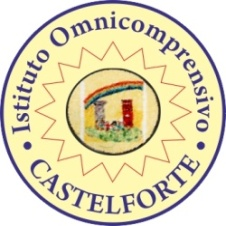 • Istituto Omnicomprensivo •
CASTELFORTE